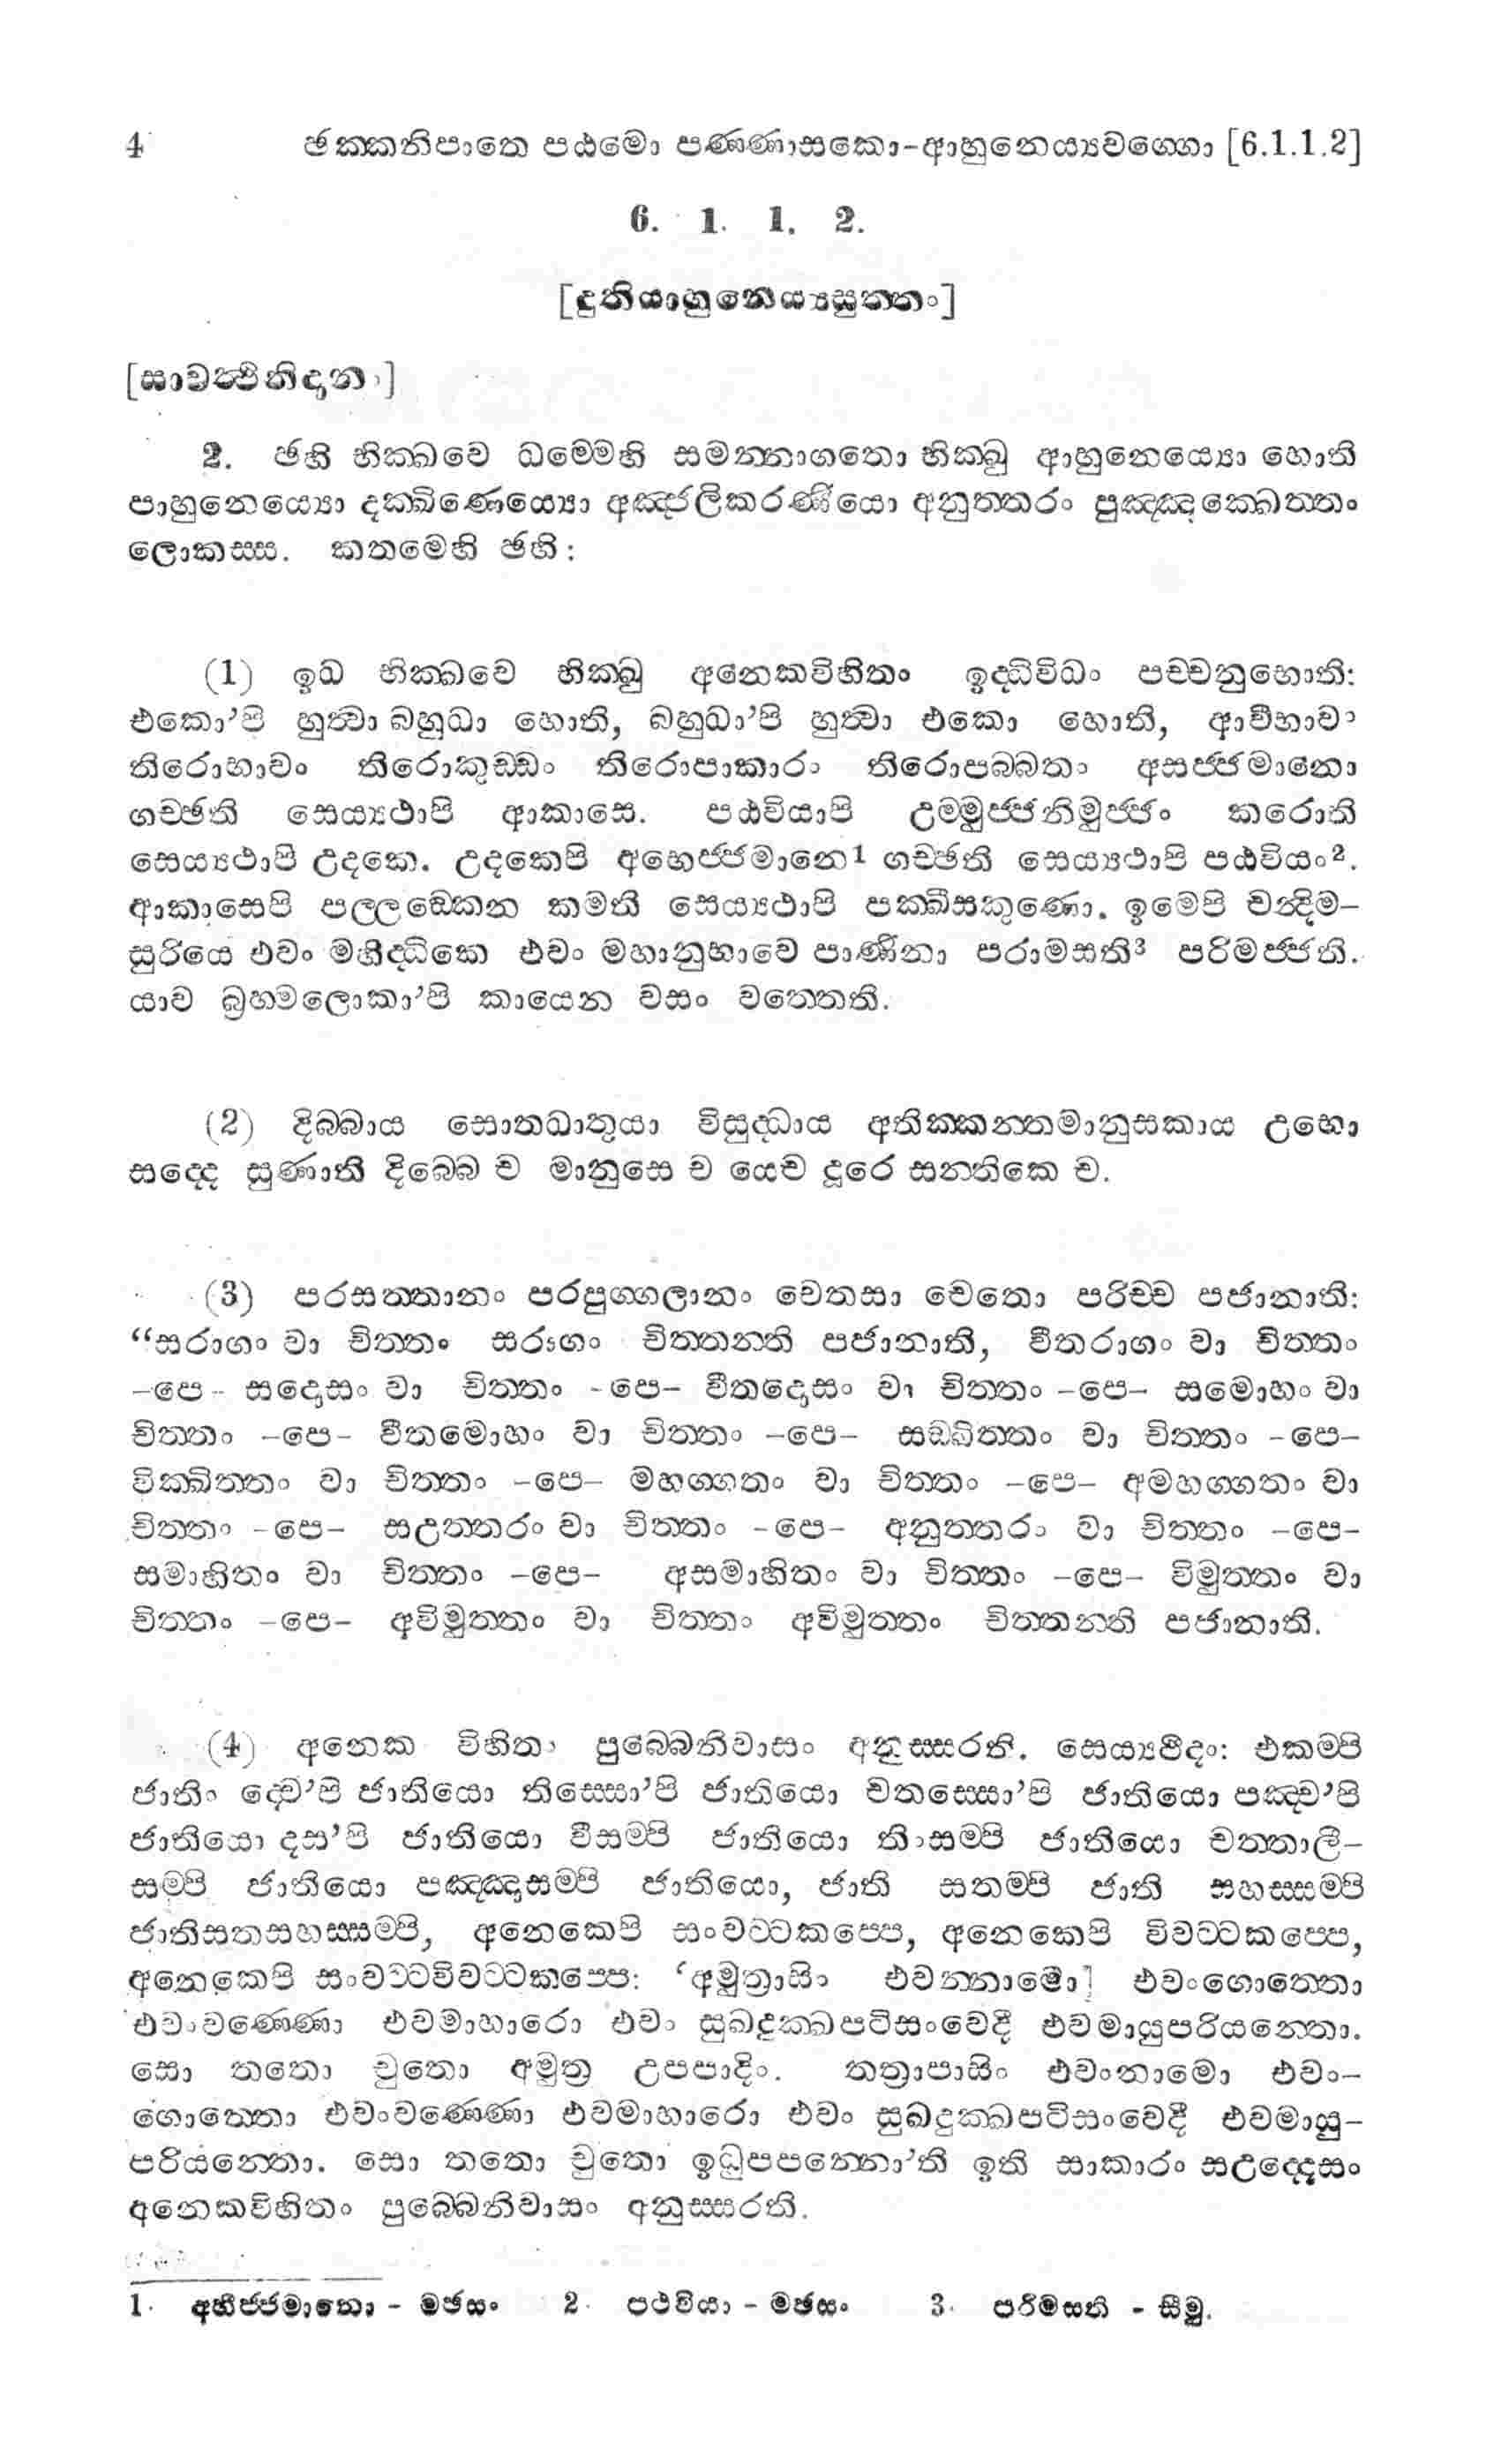 4 ඡක්කනිපාතෙ පඨමො පණ්ණාසකො-ආහුනෙය්‍යවග්ගො [6.1.1.2]
6. 1. 1. 2.
[දුතියාහුනෙය්‍යසුත්තං]
[සාවත්‍ථිනිදානං]
2. ඡහි භික්ඛවෙ ධම්මෙහි සමන්නාගතො භික්ඛු ආහුනෙය්‍යො හොති
පාහුනෙය්‍යො දක්ඛිණෙය්‍යො අඤ්ජලිකරණීයො අනුත්තරං පුඤ්ඤක්ඛෙත්තං
ලොකස්ස. කතමෙහි ඡහි:
(1) ඉධ භික්ඛවෙ භික්ඛු අනෙකවිහිතං ඉද්ධිවිධං පච්චනුභොති:
එකො’පි හුත්‍වා බහුධා හොති, බහුධා’පි හුත්‍වා එකො හොති, ආවීභාවං
තිරොභාවං තිරොකුඩ්ඩං තිරොපාකාරං තිරොපබ්බතං අසජ්ජමානො
ගච්ඡති සෙය්‍යථාපි ආකාසෙ. පඨවියාපි උම්මුජ්ජනිමුජ්ජං කරොති
සෙය්‍යථාපි උදකෙ. උදකෙපි අභෙජ්ජමානෙ1 ගච්ඡති සෙය්‍යථාපි පඨවියං2.
ආකාසෙපි පල්ලඞ්කෙන කමති සෙය්‍යථාපි පක්ඛීසකුණො. ඉමෙපි චන්‍දිම–
සුරියෙ එවං මහිද්ධිකෙ එවං මහානුභාවෙ පාණිනා පරාමසති3 පරිමජ්ජති.
යාව බ්‍රහ්මලොකා’පි කායෙන වසං වත්තෙති.
(2) දිබ්බාය සොතධාතුයා විසුද්ධාය අතික්කන්තමානුසකාය උභො
සද්දෙ සුණාති දිබ්බෙ ච මානුසෙ ච යෙච දූරෙ සන්තිකෙ ච.
(3) පරසත්තානං පරපුග්ගලානං චෙතසා චෙතො පරිච්ච පජානාති:
“සරාගං වා චිත්තං සරාගං චිත්තන්ති පජානාති, වීතරාගං වා චිත්තං
–පෙ– සදොසං වා චිත්තං –පෙ– වීතදොසං වා චිත්තං –පෙ– සමොහං වා
චිත්තං –පෙ– වීතමොහං වා චිත්තං –පෙ– සඞ්ඛිත්තං වා චිත්තං –පෙ–
වික්ඛිත්තං වා චිත්තං –පෙ– මහග්ගතං වා චිත්තං –පෙ– අමහග්ගතං වා
චිත්තං –පෙ– සඋත්තරං වා චිත්තං –පෙ– අනුත්තරං වා චිත්තං –පෙ–
සමාහිතං වා චිත්තං –පෙ– අසමාහිතං වා චිත්තං –පෙ– විමුත්තං වා
චිත්තං –පෙ– අවිමුත්තං වා චිත්තං අවිමුත්තං චිත්තන්ති පජානාති.
(4) අනෙක විහිතං පුබ්බෙනිවාසං අනුස්සරති. සෙය්‍යථිදං: එකම්පි
ජාතිං ද්‍වෙ’පි ජාතියො තිස්සො’පි ජාතියො චතස්සො’පි ජාතියො පඤ්ච’පි
ජාතියො දස’පි ජාතියො වීසම්පි ජාතියො තිංසම්පි ජාතියො චත්තාලී–
සම්පි ජාතියො පඤ්ඤාසම්පි ජාතියො, ජාති සතම්පි ජාති සහස්සම්පි
ජාතිසතසහස්සම්පි, අනෙකෙපි සංවට්ටකප්පෙ, අනෙකෙපි විවට්ටකප්පෙ,
අනෙකෙපි සංවට්ටවිවට්ටකප්පෙ: ‘අමුත්‍රාසිං එවන්නාමො] එවංගොත්තො
එවංවණ්ණො එවමාහාරො එවං සුඛදුක්ඛපටිසංවෙදී එවමායුපරියන්තො.
සො තතො චුතො අමුත්‍ර උපපාදිං. තත්‍රාපාසිං එවංනාමො එවං–
ගොත්තො එවංවණ්ණො එවමාහාරො එවං සුඛදුක්ඛපටිසංවෙදී එවමායු–
පරියන්තො. සො තතො චුතො ඉධුපපන්නො’ති ඉති සාකාරං සඋද්දෙසං
අනෙකවිහිතං පුබ්බෙනිවාසං අනුස්සරති.
1. අභිජ්ජමානො - මඡසං 2. පථවියා - මඡසං 3. පරිමසති - සීමු.